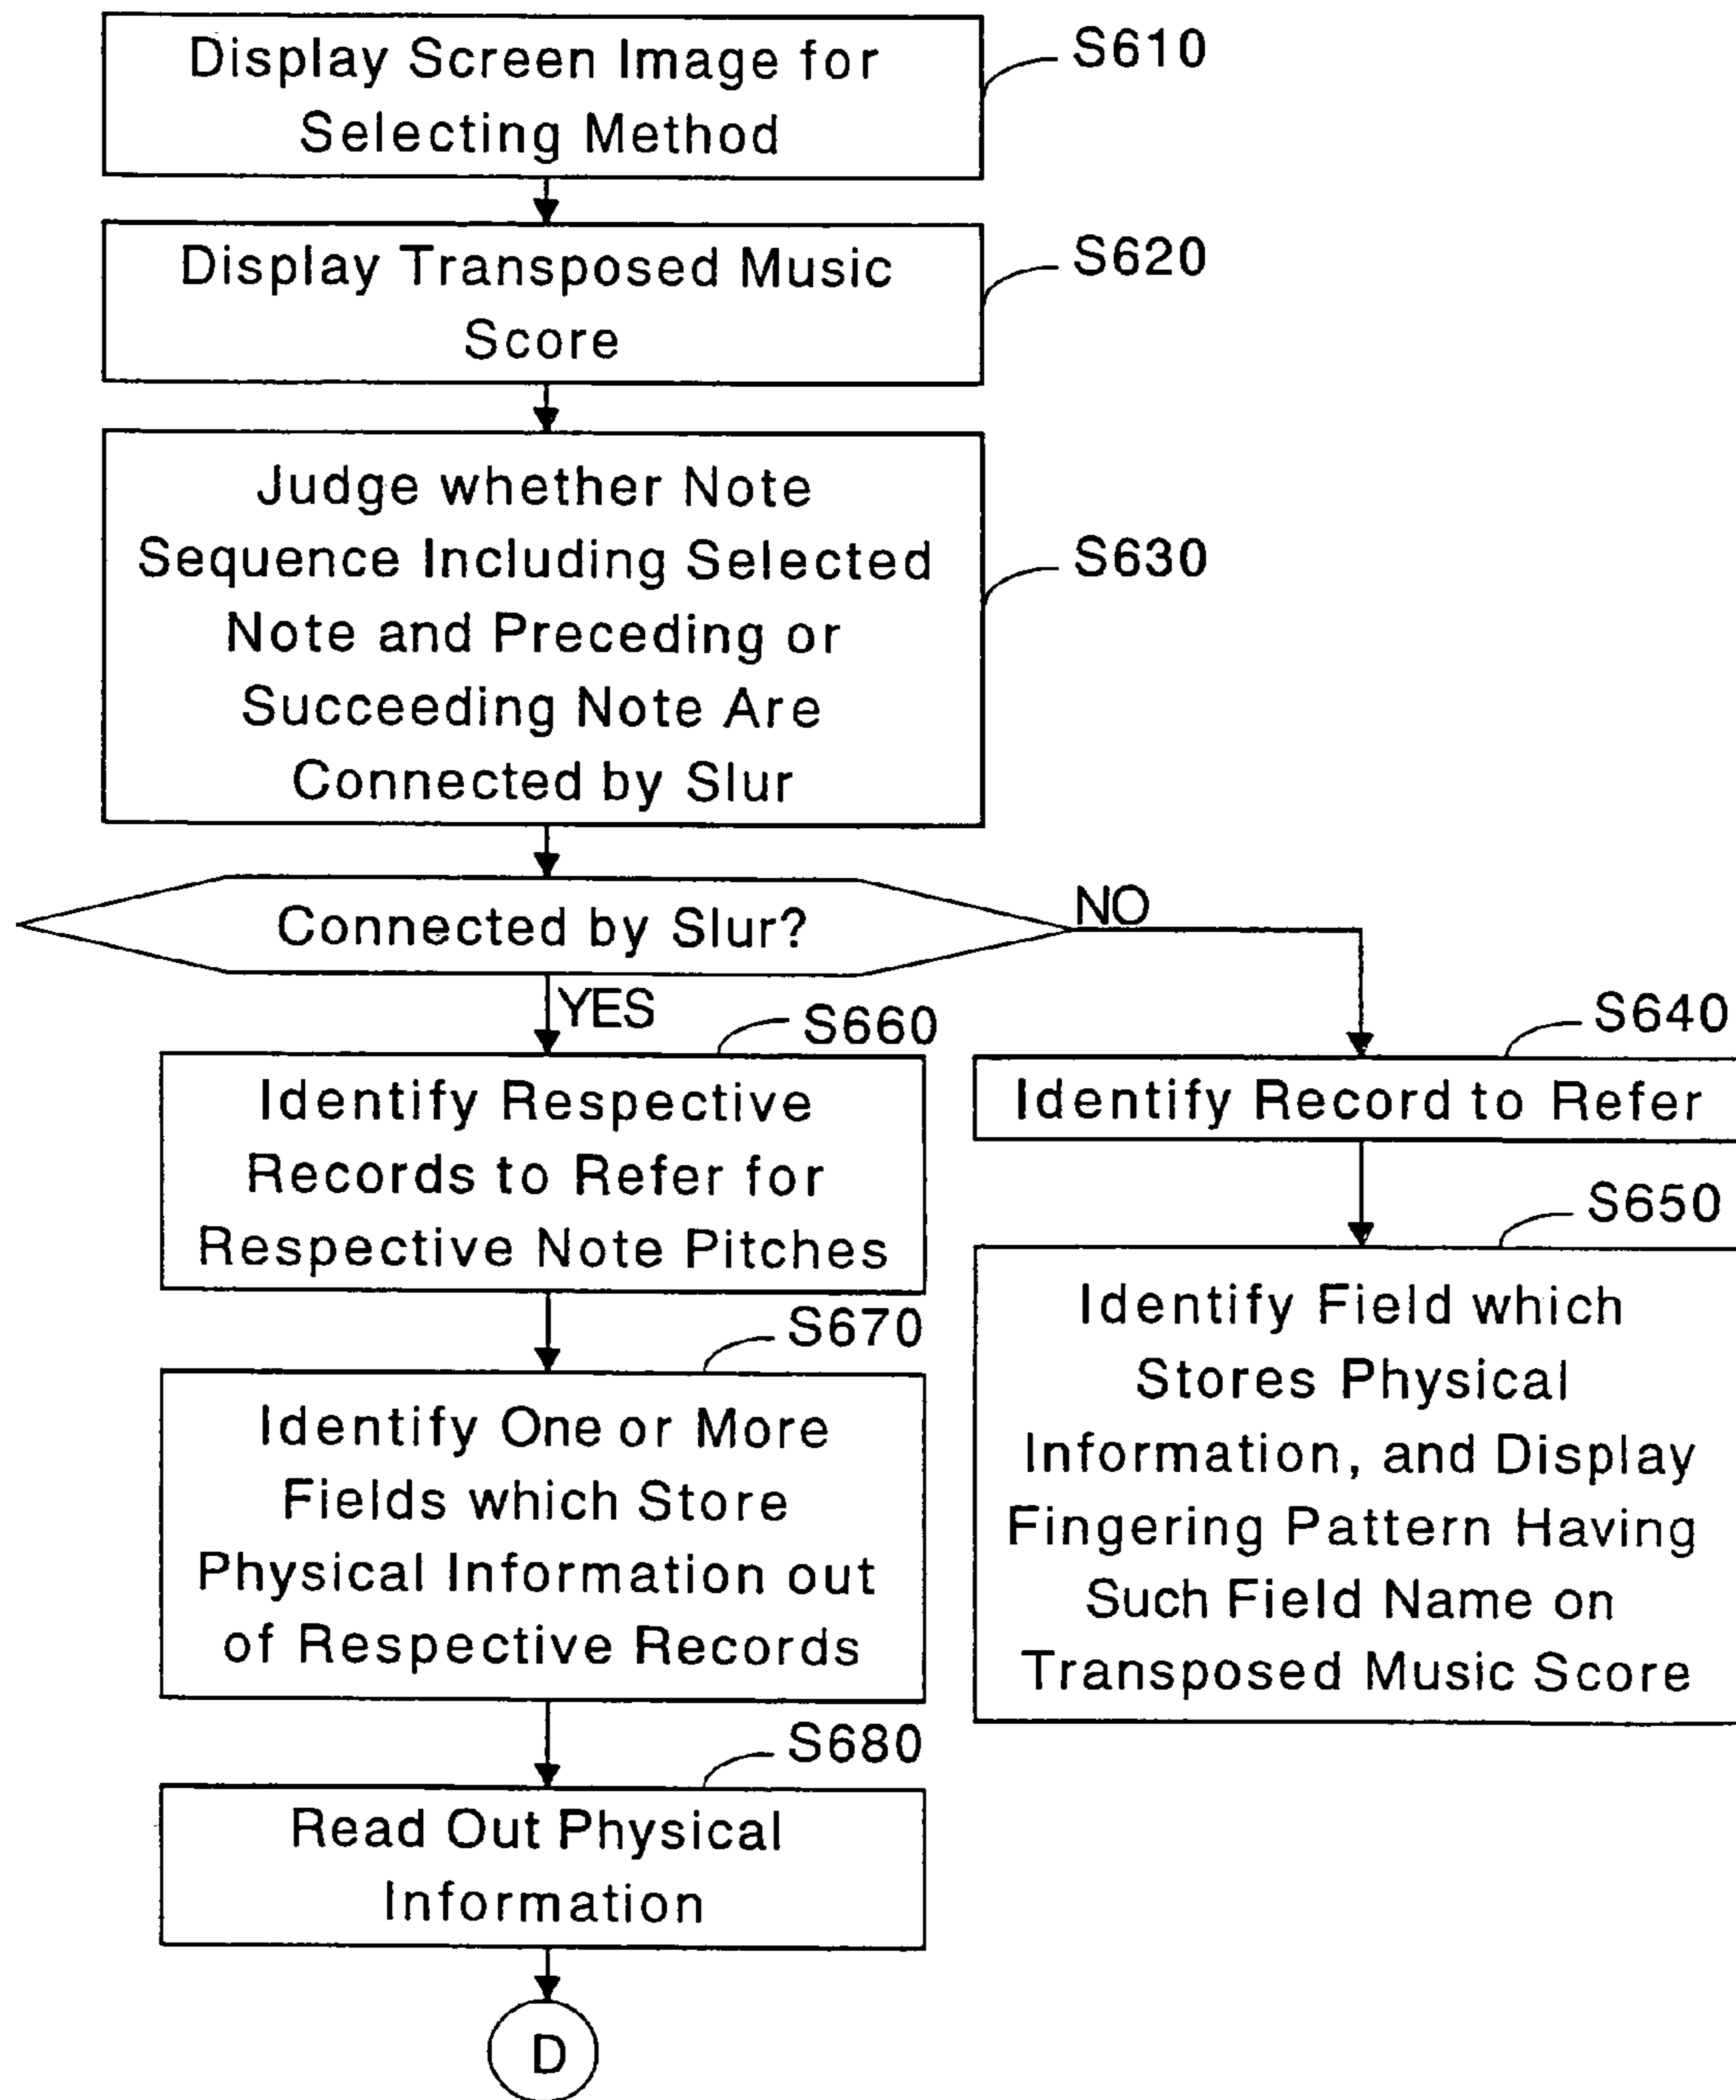 Display Screen Image for
Selecting Method
S610
Display Transposed Music
Score
S620
Judge whether Note
Sequence Including Selected
Note and Preceding or
Succeeding Note Are
Connected by Slur
S630
Connected by Slur?
NO
YES
S660
Identify Respective
Records to Refer for
Respective Note Pitches
S670
Identify One or More
Fields which Store
Physical Information out
of Respective Records
S680
Read Out Physical
Information
D
S640
Identify Record to Refer
S650
Identify Field which
Stores Physical
Information, and Display
Fingering Pattern Having
Such Field Name on
Transposed Music Score